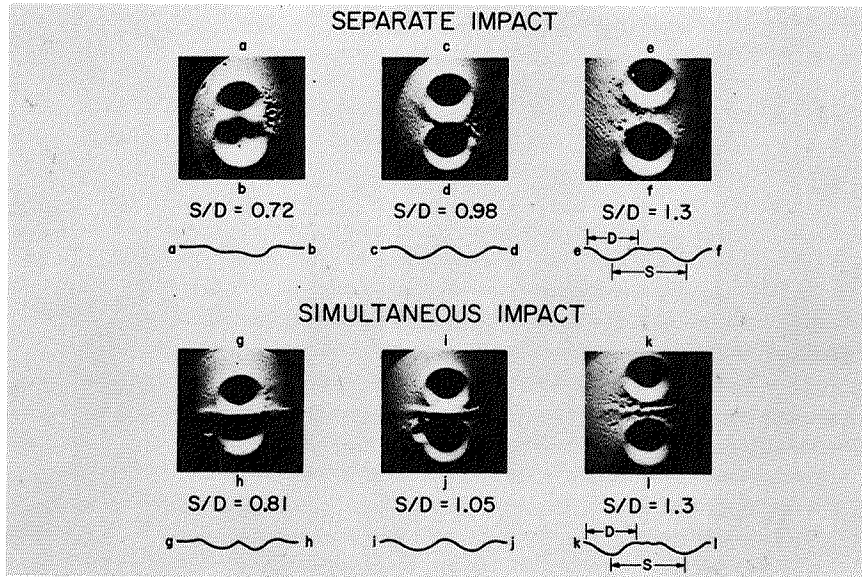 SEPARATE IMPACT
a c e
b d f
S/D = 0.72 S/D = 0.98 S/D = 1.3
a b c d e D f
S
SIMULTANEOUS IMPACT
g i k
h j l
S/D = 0.81 S/D = 1.05 S/D = 1.3
g h i j k D l
S